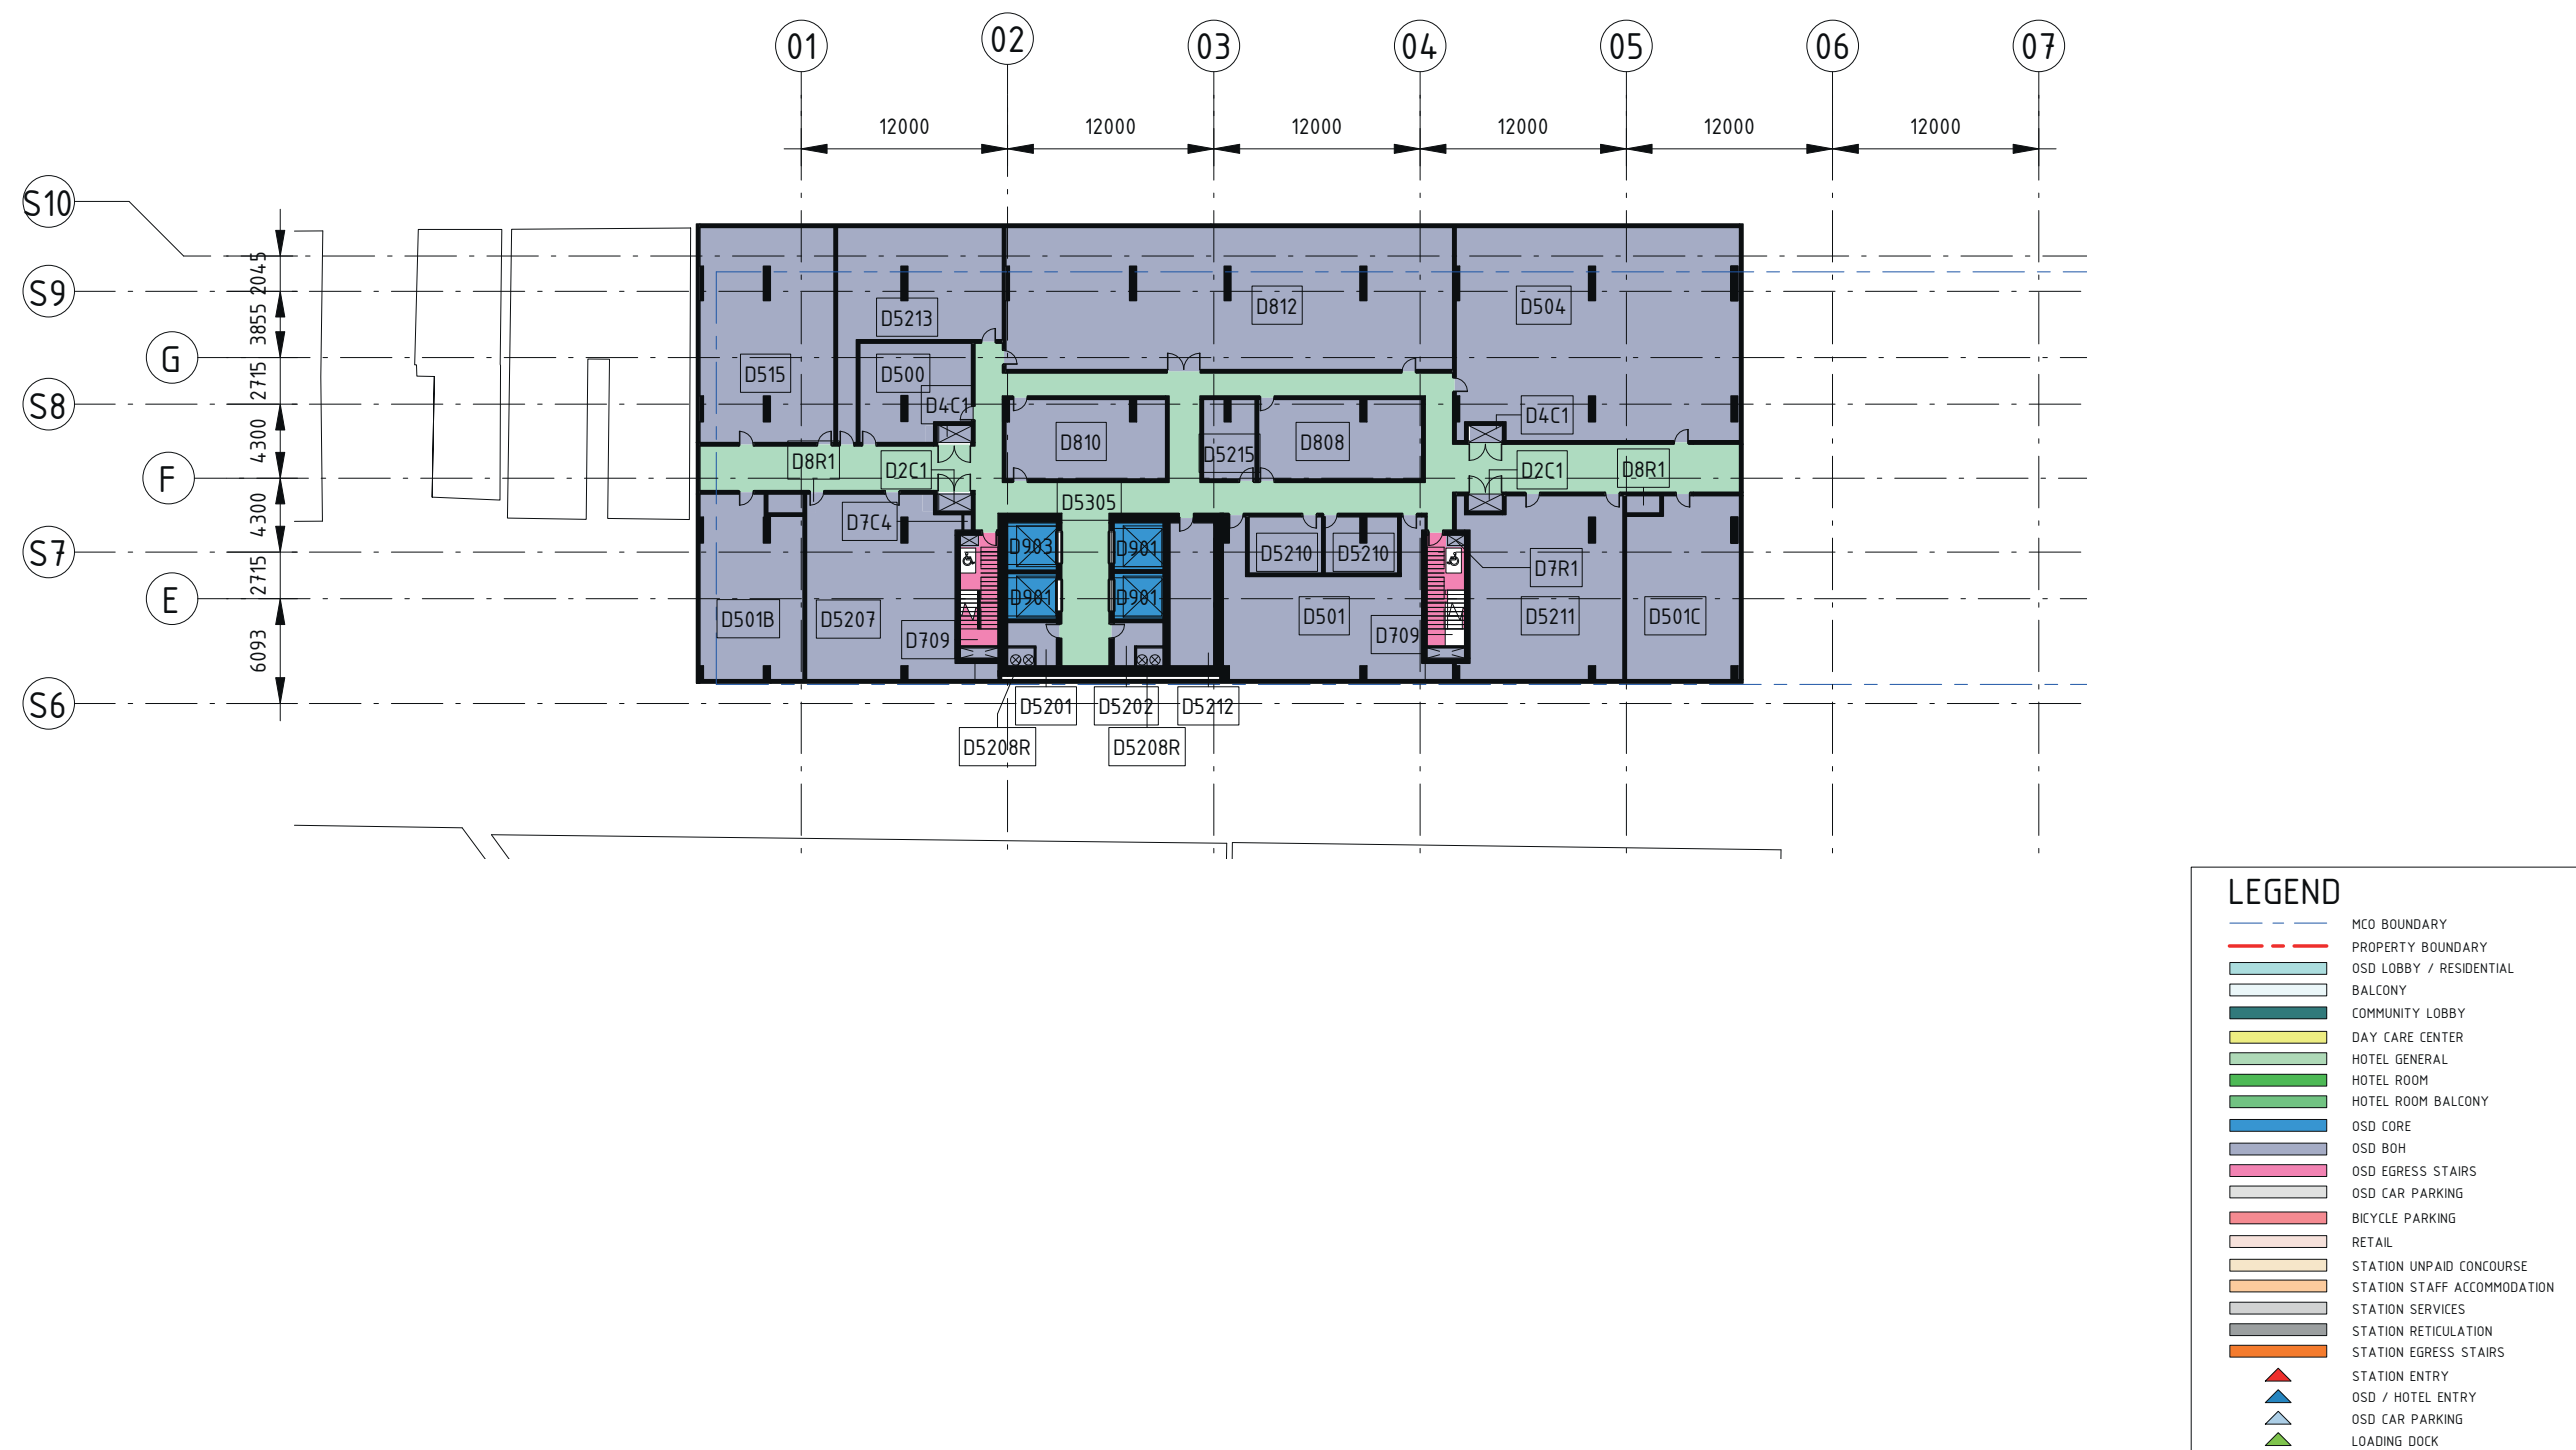 01 02 03 04 05 06 07
12000 12000 12000 12000 12000 12000
S10
2045
S9
3855
G
2715
S8
4300
F
4300
S7
2715
E
6093
S6
D812
D504
D5213
D515
D500
D4C1
D4C1
D810
D808
D5215
D8R1
D2C1
D2C1
D8R1
D5305
D7C4
D903
D901
D5210
D5210
D7R1
D901
D901
D501B
D5207
D709
D501
D709
D5211
D501C
D5201
D5202
D5212
D5208R
D5208R
LEGEND
MCO BOUNDARY
PROPERTY BOUNDARY
OSD LOBBY / RESIDENTIAL
BALCONY
COMMUNITY LOBBY
DAY CARE CENTER
HOTEL GENERAL
HOTEL ROOM
HOTEL ROOM BALCONY
OSD CORE
OSD BOH
OSD EGRESS STAIRS
OSD CAR PARKING
BICYCLE PARKING
RETAIL
STATION UNPAID CONCOURSE
STATION STAFF ACCOMMODATION
STATION SERVICES
STATION RETICULATION
STATION EGRESS STAIRS
STATION ENTRY
OSD / HOTEL ENTRY
OSD CAR PARKING
LOADING DOCK